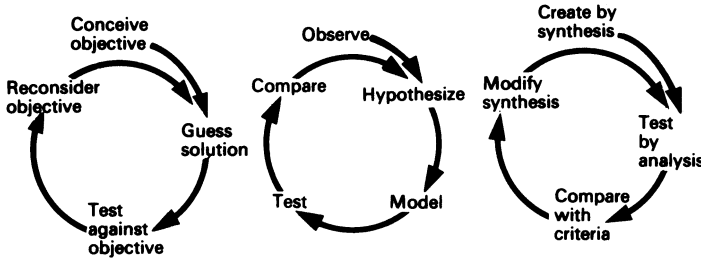 Conceive
objective
Reconsider
objective
Guess
solution
Test
against
objective
Observe
Compare
Hypothesize
Test
Model
Create by
synthesis
Modify
synthesis
Test
by
analysis
Compare
with
criteria